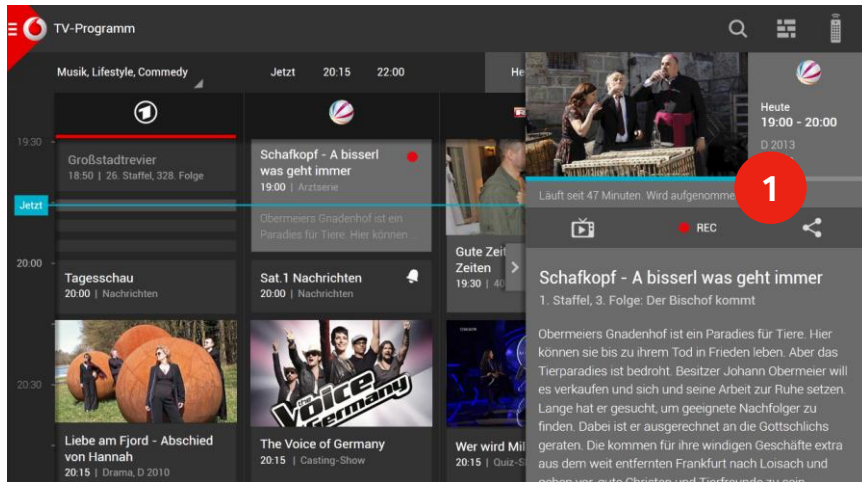 TV-Programm
Musik, Lifestyle, Commedy
Jetzt 20:15 22:00
He
19:30
Jetzt
20:00
20:30
Großstadtrevier
18:50 | 26. Staffel, 328. Folge
Tagesschau
20:00 | Nachrichten
Liebe am Fjord - Abschied
von Hannah
20:15 | Drama, D 2010
Schafkopf - A bisserl
was geht immer
19:00 | Arztserie
Obermeiers Gnadenhof ist ein
Paradies für Tiere. Hier können ...
Sat.1 Nachrichten
20:00 | Nachrichten
the Voice
Germany
The Voice of Germany
20:15 | Casting-Show
Gute Zei
Zeiten
19:30 | 40
Wer wird Mil
20:15 | Quiz-S
Heute
19:00 - 20:00
D 2013
1
Läuft seit 47 Minuten. Wird aufgenomme
REC
Schafkopf - A bisserl was geht immer
1. Staffel, 3. Folge: Der Bischof kommt
Obermeiers Gnadenhof ist ein Paradies für Tiere. Hier
können sie bis zu ihrem Tod in Frieden leben. Aber das
Tierparadies ist bedroht. Besitzer Johann Obermeier will
es verkaufen und sich und seine Arbeit zur Ruhe setzen.
Lange hat er gesucht, um geeignete Nachfolger zu
finden. Dabei ist er ausgerechnet an die Gottschlichs
geraten. Die kommen für ihre windigen Geschäfte extra
aus dem weit entfernten Frankfurt nach Loisach und
geben vor, gute Christen und Tierfreunde zu sein.